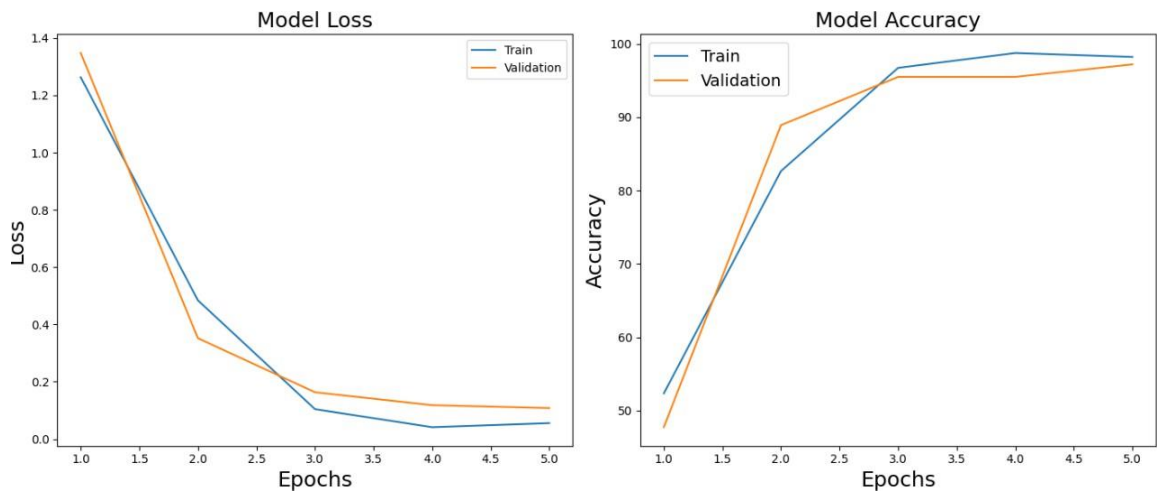 Model Loss
1.4
1.2
1.0
0.8
0.6
0.4
0.2
0.0
Loss
Train
Validation
1.0 1.5 2.0 2.5 3.0 3.5 4.0 4.5 5.0
Epochs
Model Accuracy
100
90
80
70
60
50
Accuracy
Train
Validation
1.0 1.5 2.0 2.5 3.0 3.5 4.0 4.5 5.0
Epochs